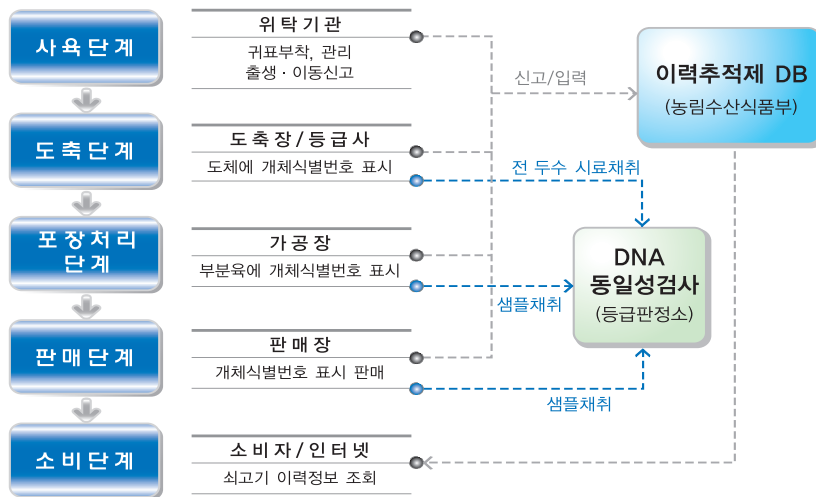 사육단계
위탁기관
귀표부착, 관리
출생 · 이동신고
신고/입력
이력추적제 DB
(농림수산식품부)
도축단계
도축장/등급사
도체에 개체식별번호 표시
전 두수 시료채취
포장처리
단계
가공장
부분육에 개체식별번호 표시
샘플채취
DNA
동일성검사
(등급판정소)
판매단계
판매장
개체식별번호 표시 판매
샘플채취
소비단계
소비자/인터넷
쇠고기 이력정보 조회